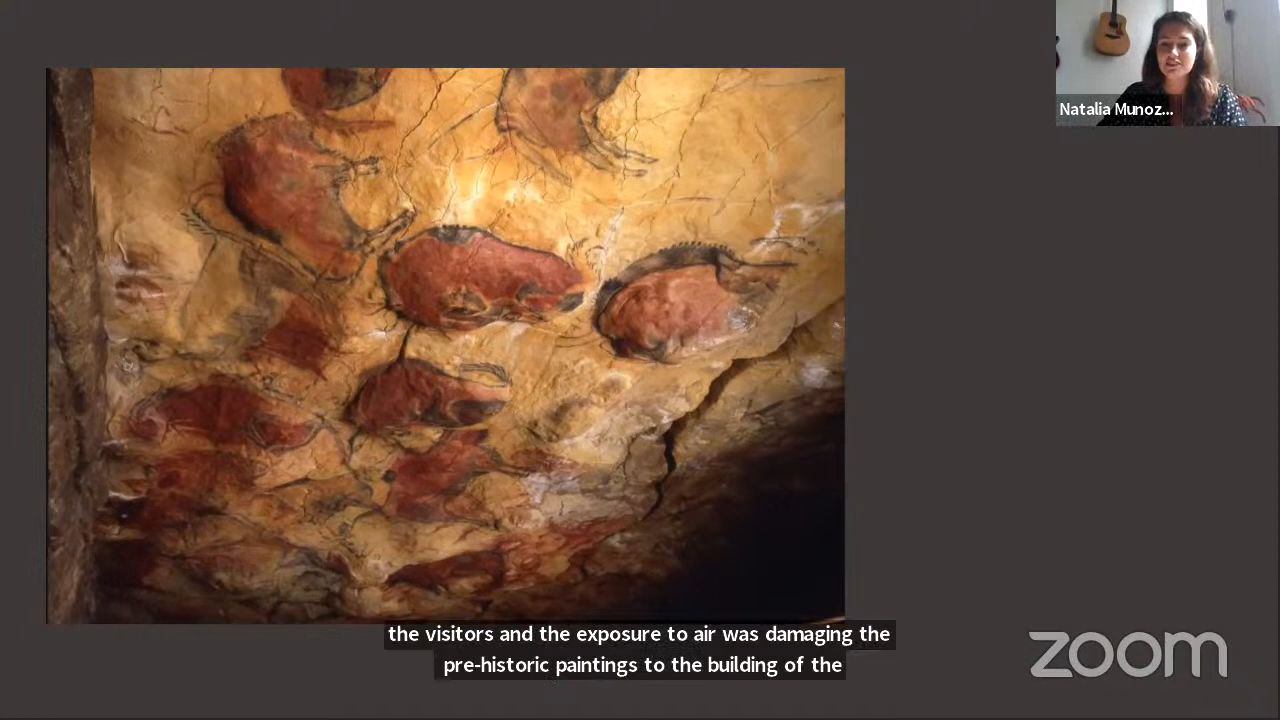 Natalia Munoz...
the visitors and the exposure to air was damaging the
pre-historic paintings to the building of the
zoom